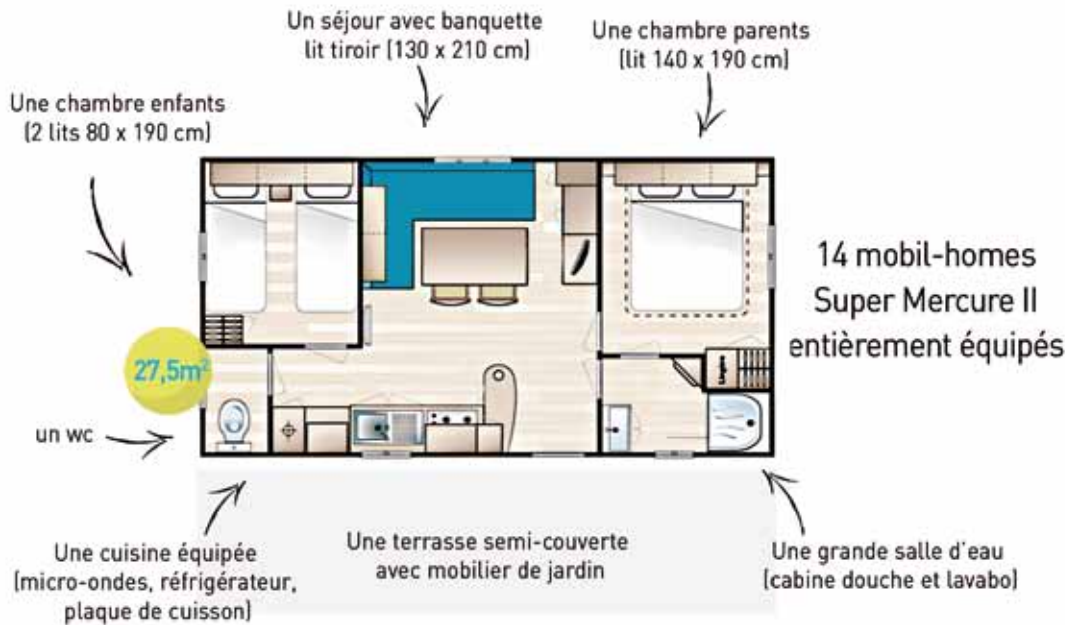 Un séjour avec banquette
lit tiroir (130 x 210 cm)
Une chambre parents
(lit 140 x 190 cm)
Une chambre enfants
(2 lits 80 x 190 cm)
14 mobil-homes
Super Mercure II
entièrement équipés
27,5m²
Lingère
un wc
Une cuisine équipée
(micro-ondes, réfrigérateur,
plaque de cuisson)
Une terrasse semi-couverte
avec mobilier de jardin
Une grande salle d'eau
(cabine douche et lavabo)